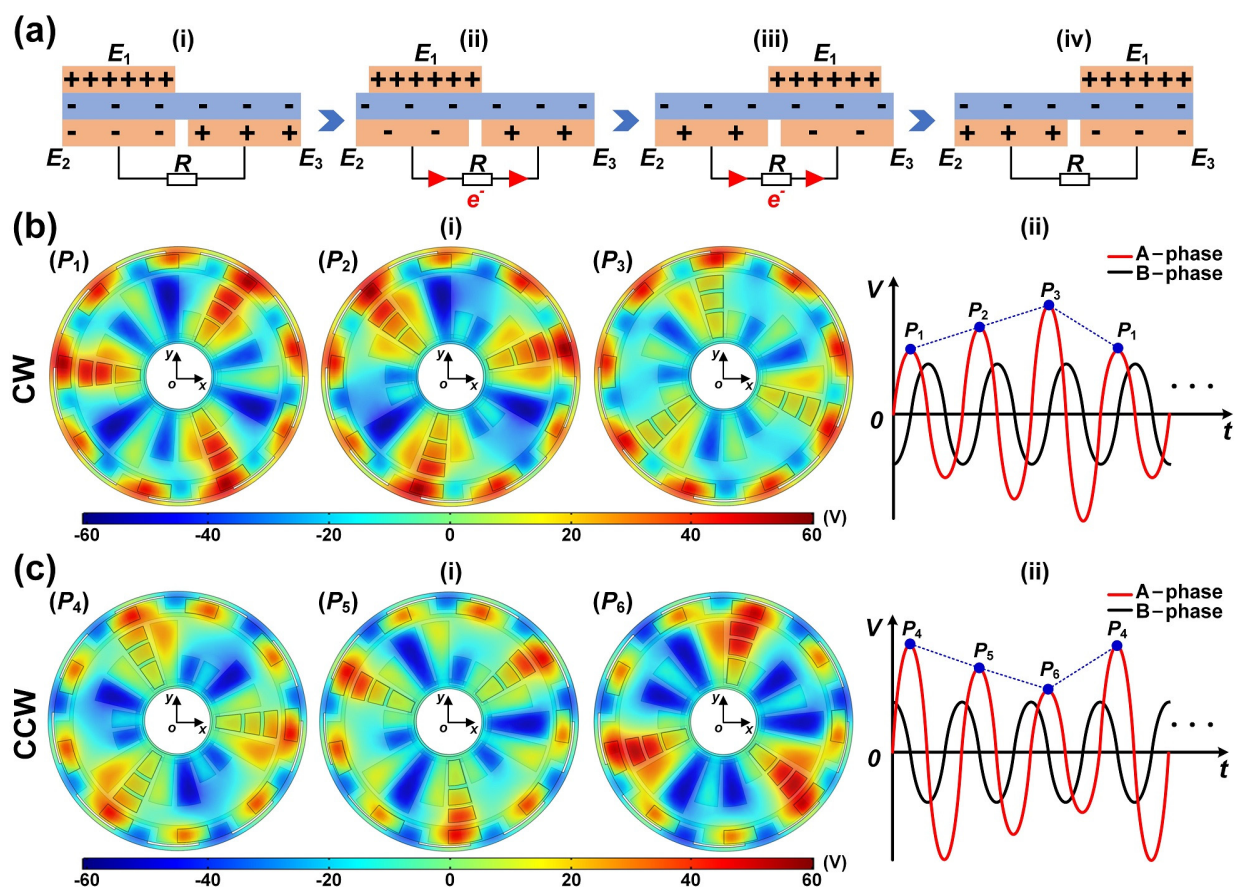 (a)
(i) (ii) (iii) (iv)
E1 E1 E1 E1
+ + + + + + + + + + + + + + + + + + + + + + + +
- - - - - - - - - - - - - - - - - - - - - - - -
- - - + + + - - + + + + - - + + + - - -
E2 R E3 E2 R E3 E2 R E3 E2 R E3
e- e-
(b)
(i) (ii)
CW
(P1) (P2) (P3)
y y y
o x o x o x
-60 -40 -20 0 20 40 60 (V)
A−phase
B−phase
V
P1 P2 P3 P1
0
. . .
t
(c)
(i) (ii)
CCW
(P4) (P5) (P6)
y y y
o x o x o x
-60 -40 -20 0 20 40 60 (V)
A−phase
B−phase
V
P4 P5 P6 P4
0
. . .
t